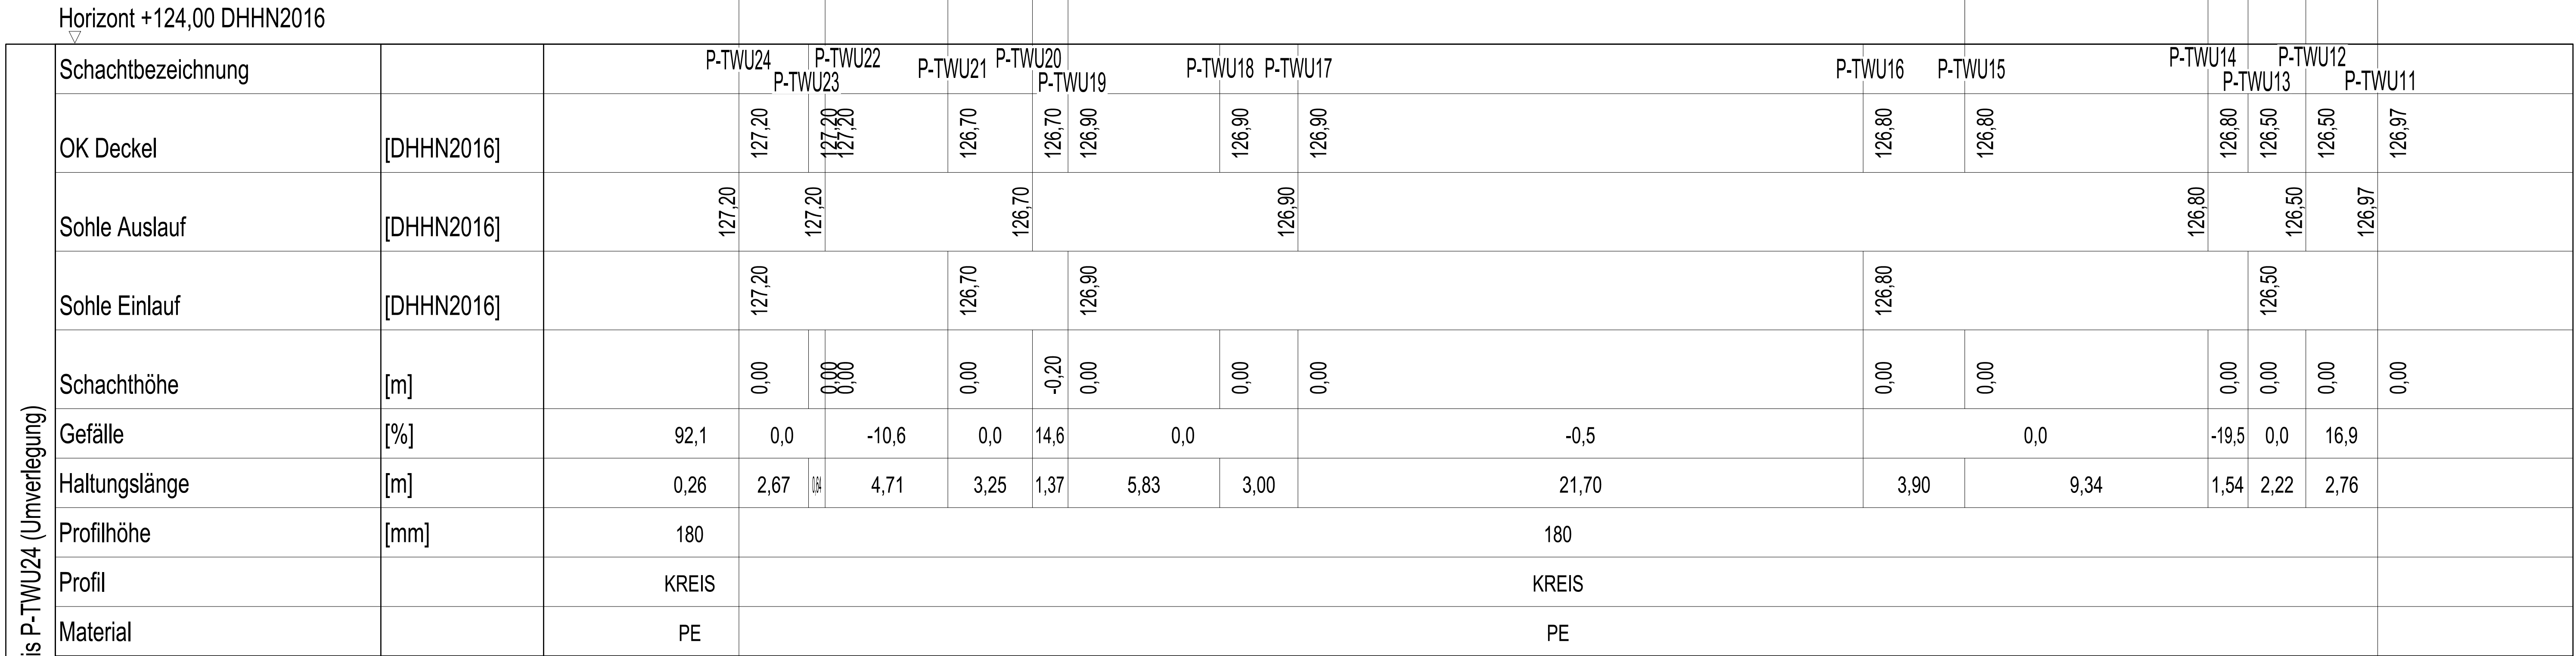 Horizont +124,00 DHHN2016
Schachtbezeichnung P-TWU24 P-TWU23 P-TWU22 P-TWU21 P-TWU20 P-TWU19 P-TWU18 P-TWU17 P-TWU16 P-TWU15 P-TWU14 P-TWU13 P-TWU12 P-TWU11
OK Deckel [DHHN2016] 127,20 127,20 127,20 126,70 126,70 126,90 126,90 126,90 126,80 126,80 126,80 126,50 126,50 126,97
Sohle Auslauf [DHHN2016] 127,20 127,20 126,70 126,90 126,80 126,50 126,97
Sohle Einlauf [DHHN2016] 127,20 126,70 126,90 126,80 126,50
Schachthöhe [m] 0,00 0,00 0,00 0,00 -0,20 0,00 0,00 0,00 0,00 0,00 0,00 0,00 0,00 0,00
Gefälle [%] 92,1 0,0 -10,6 0,0 14,6 0,0 -0,5 0,0 -19,5 0,0 16,9
Haltungslänge [m] 0,26 2,67 0,64 4,71 3,25 1,37 5,83 3,00 21,70 3,90 9,34 1,54 2,22 2,76
Profilhöhe [mm] 180 180
Profil KREIS KREIS
Material PE PE
is P-TWU24 (Umverlegung)